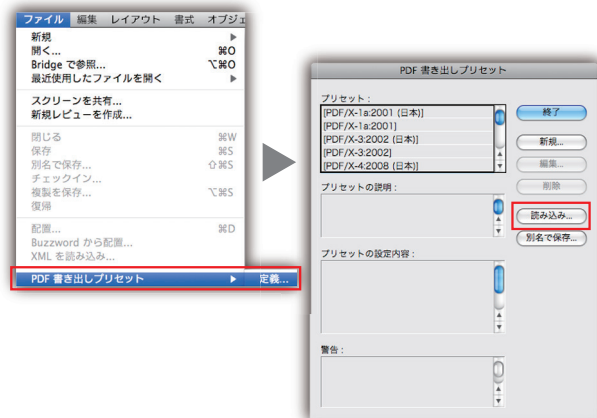 ファイル 編集 レイアウト 書式 オブジェ
新規
開く... ⌘O
Bridge で参照... ⌥⌘O
最近使用したファイルを開く
スクリーンを共有...
新規レビューを作成...
閉じる ⌘W
保存 ⌘S
別名で保存... ⇧⌘S
チェックイン...
複製を保存... ⌥⌘S
復帰
配置... ⌘D
Buzzword から配置...
XML を読み込み...
PDF 書き出しプリセット 定義...
PDF 書き出しプリセット
プリセット :
[PDF/X-1a:2001 (日本)]
[PDF/X-1a:2001]
[PDF/X-3:2002 (日本)]
[PDF/X-3:2002]
[PDF/X-4:2008 (日本)]
終了
新規...
編集...
削除
読み込み...
別名で保存...
プリセットの説明 :
プリセットの設定内容 :
警告 :